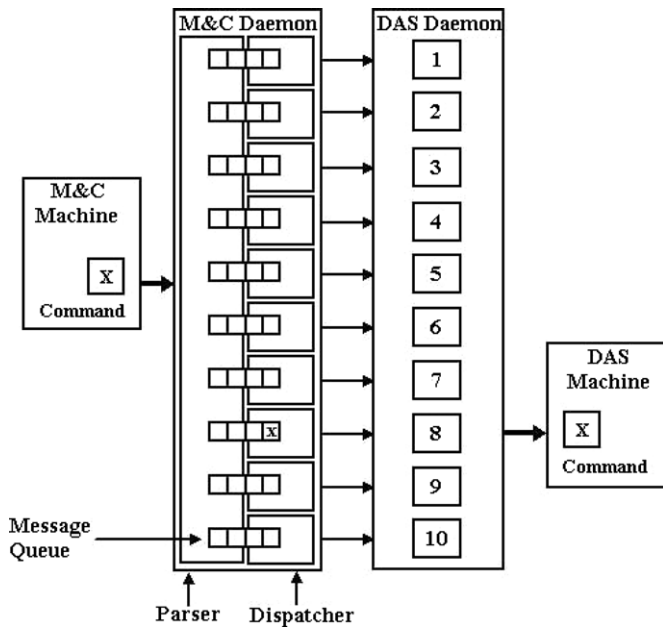 M&C Daemon
DAS Daemon
M&C
Machine
X
Command
X
1
2
3
4
5
6
7
8
9
10
DAS
Machine
X
Command
Message
Queue
Parser
Dispatcher